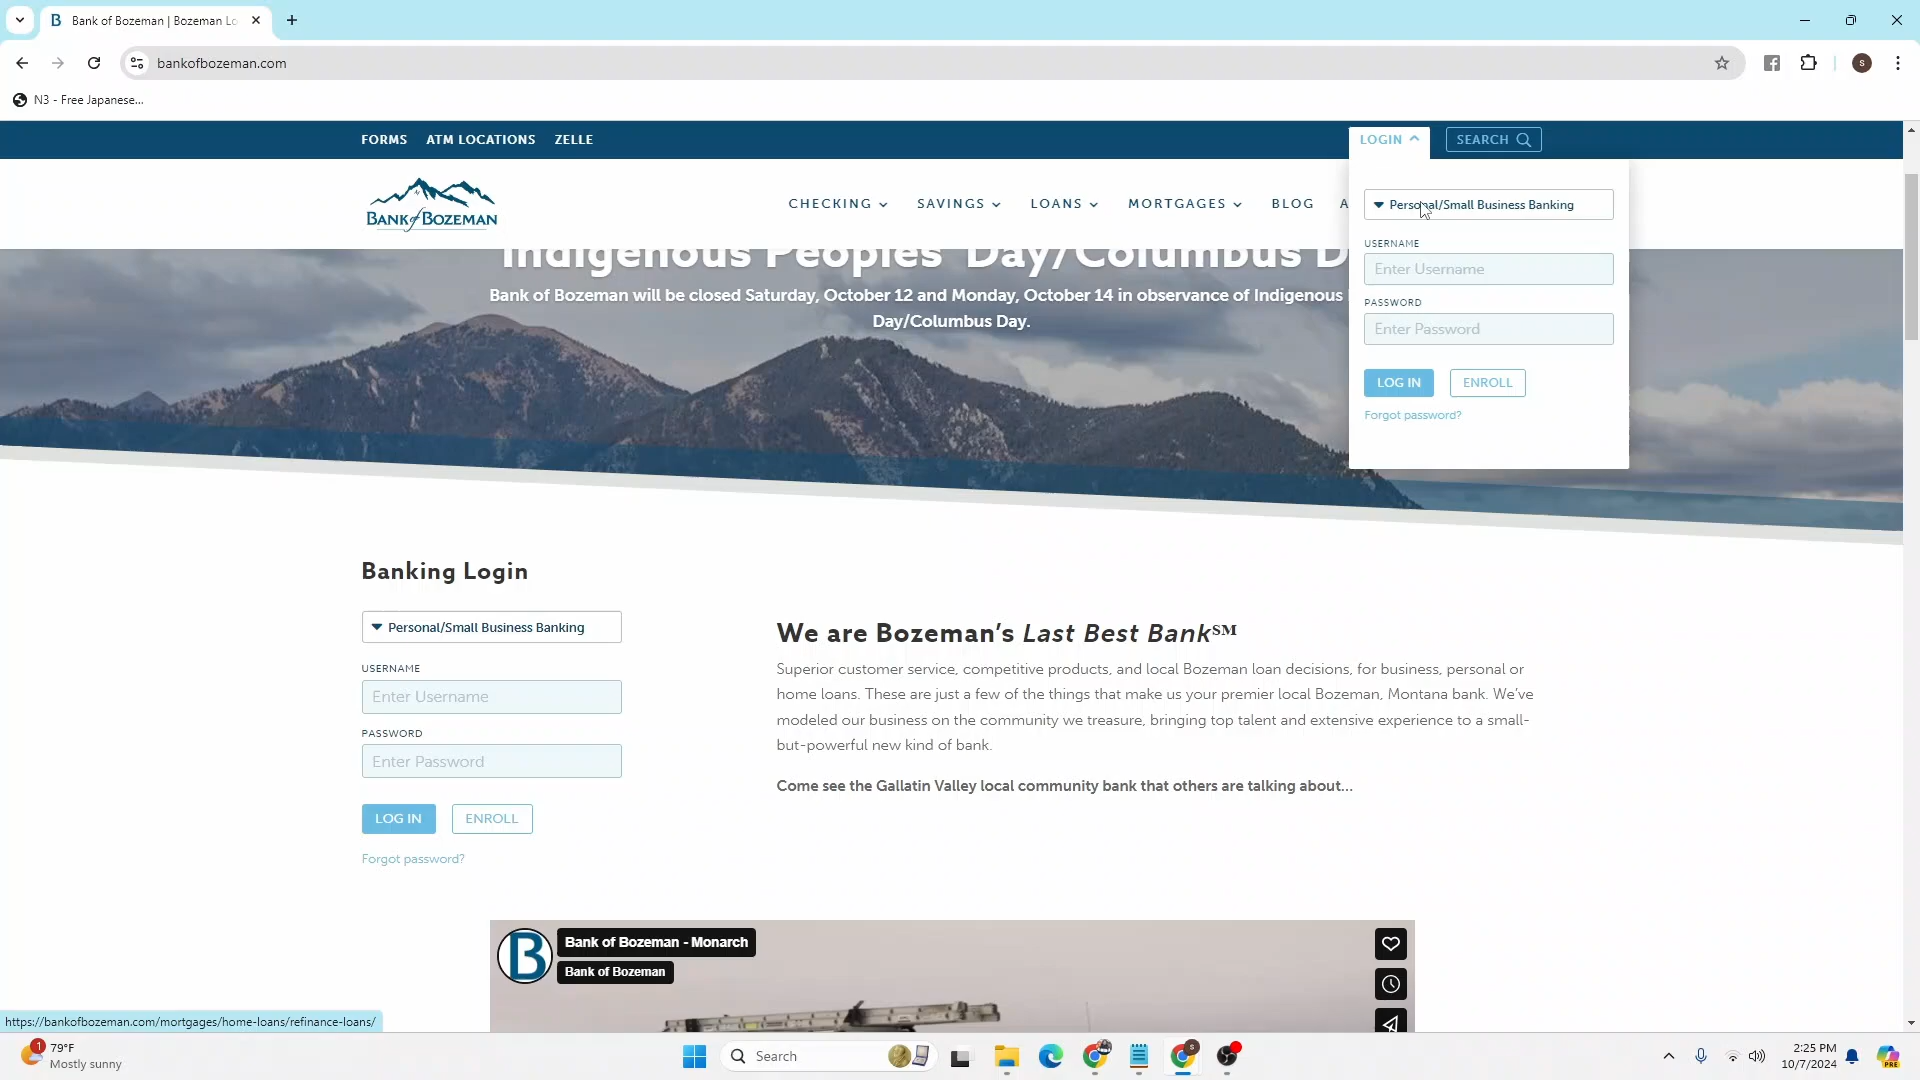 Bank of Bozeman | Bozeman Lo
bankofbozeman.com
S
N3 - Free Japanese...
FORMS ATM LOCATIONS ZELLE LOGIN SEARCH
BANK of BOZEMAN
CHECKING SAVINGS LOANS MORTGAGES BLOG A
Personal/Small Business Banking
USERNAME
Enter Username
PASSWORD
Enter Password
LOG IN ENROLL
Forgot password?
Indigenous Peoples' Day/Columbus D
Bank of Bozeman will be closed Saturday, October 12 and Monday, October 14 in observance of Indigenous
Day/Columbus Day.
Banking Login
Personal/Small Business Banking
USERNAME
Enter Username
PASSWORD
Enter Password
LOG IN ENROLL
Forgot password?
We are Bozeman's Last Best Bank℠
Superior customer service, competitive products, and local Bozeman loan decisions, for business, personal or
home loans. These are just a few of the things that make us your premier local Bozeman, Montana bank. We've
modeled our business on the community we treasure, bringing top talent and extensive experience to a small-
but-powerful new kind of bank.
Come see the Gallatin Valley local community bank that others are talking about...
B
Bank of Bozeman - Monarch
Bank of Bozeman
https://bankofbozeman.com/mortgages/home-loans/refinance-loans/
1
79°F
Mostly sunny
Search
S
2:25 PM
10/7/2024
PRE